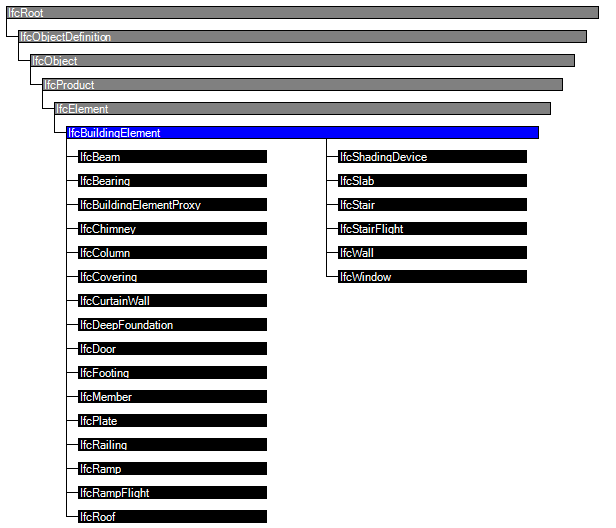 IfcRoot
IfcObjectDefinition
IfcObject
IfcProduct
IfcElement
IfcBuildingElement
IfcBeam
IfcBearing
IfcBuildingElementProxy
IfcChimney
IfcColumn
IfcCovering
IfcCurtainWall
IfcDeepFoundation
IfcDoor
IfcFooting
IfcMember
IfcPlate
IfcRailing
IfcRamp
IfcRampFlight
IfcRoof
IfcShadingDevice
IfcSlab
IfcStair
IfcStairFlight
IfcWall
IfcWindow